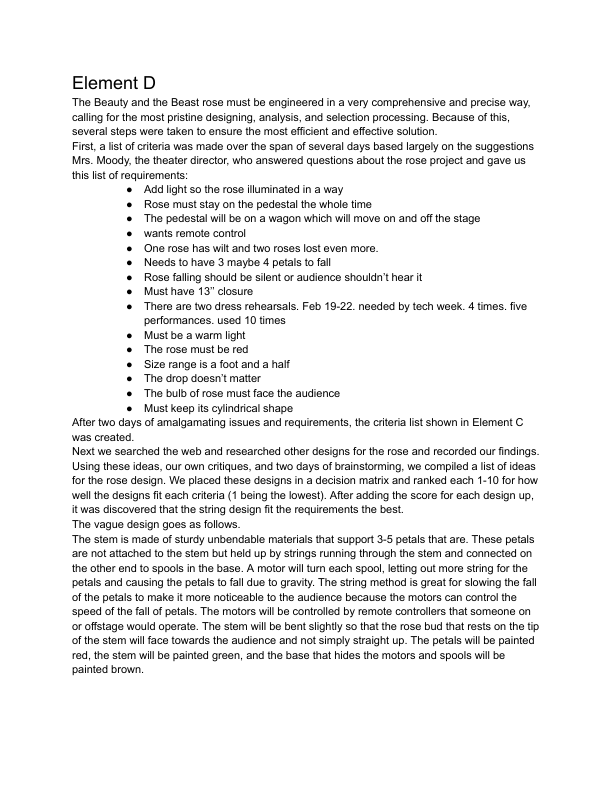 Element D
The Beauty and the Beast rose must be engineered in a very comprehensive and precise way,
calling for the most pristine designing, analysis, and selection processing. Because of this,
several steps were taken to ensure the most efficient and effective solution.
First, a list of criteria was made over the span of several days based largely on the suggestions
Mrs. Moody, the theater director, who answered questions about the rose project and gave us
this list of requirements:
● Add light so the rose illuminated in a way
● Rose must stay on the pedestal the whole time
● The pedestal will be on a wagon which will move on and off the stage
● wants remote control
● One rose has wilt and two roses lost even more.
● Needs to have 3 maybe 4 petals to fall
● Rose falling should be silent or audience shouldn't hear it
● Must have 13” closure
● There are two dress rehearsals. Feb 19-22. needed by tech week. 4 times. five
performances. used 10 times
● Must be a warm light
● The rose must be red
● Size range is a foot and a half
● The drop doesn't matter
● The bulb of rose must face the audience
● Must keep its cylindrical shape
After two days of amalgamating issues and requirements, the criteria list shown in Element C
was created.
Next we searched the web and researched other designs for the rose and recorded our findings.
Using these ideas, our own critiques, and two days of brainstorming, we compiled a list of ideas
for the rose design. We placed these designs in a decision matrix and ranked each 1-10 for how
well the designs fit each criteria (1 being the lowest). After adding the score for each design up,
it was discovered that the string design fit the requirements the best.
The vague design goes as follows.
The stem is made of sturdy unbendable materials that support 3-5 petals that are. These petals
are not attached to the stem but held up by strings running through the stem and connected on
the other end to spools in the base. A motor will turn each spool, letting out more string for the
petals and causing the petals to fall due to gravity. The string method is great for slowing the fall
of the petals to make it more noticeable to the audience because the motors can control the
speed of the fall of petals. The motors will be controlled by remote controllers that someone on
or offstage would operate. The stem will be bent slightly so that the rose bud that rests on the tip
of the stem will face towards the audience and not simply straight up. The petals will be painted
red, the stem will be painted green, and the base that hides the motors and spools will be
painted brown.